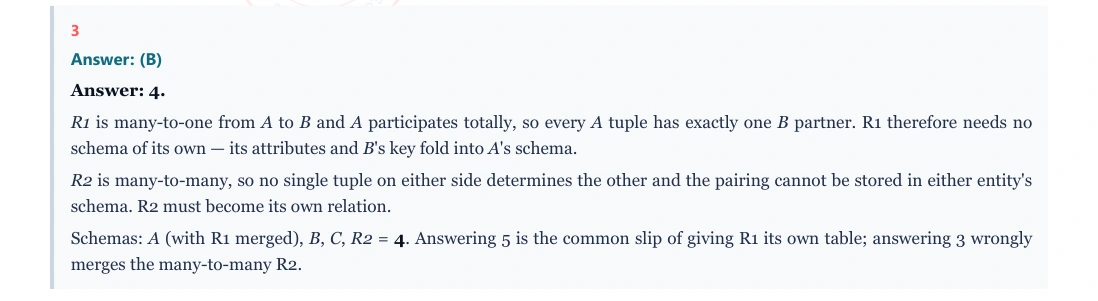 3
Answer: (B)
Answer: 4.
R1 is many-to-one from A to B and A participates totally, so every A tuple has exactly one B partner. R1 therefore needs no
schema of its own — its attributes and B's key fold into A's schema.
R2 is many-to-many, so no single tuple on either side determines the other and the pairing cannot be stored in either entity's
schema. R2 must become its own relation.
Schemas: A (with R1 merged), B, C, R2 = 4. Answering 5 is the common slip of giving R1 its own table; answering 3 wrongly
merges the many-to-many R2.